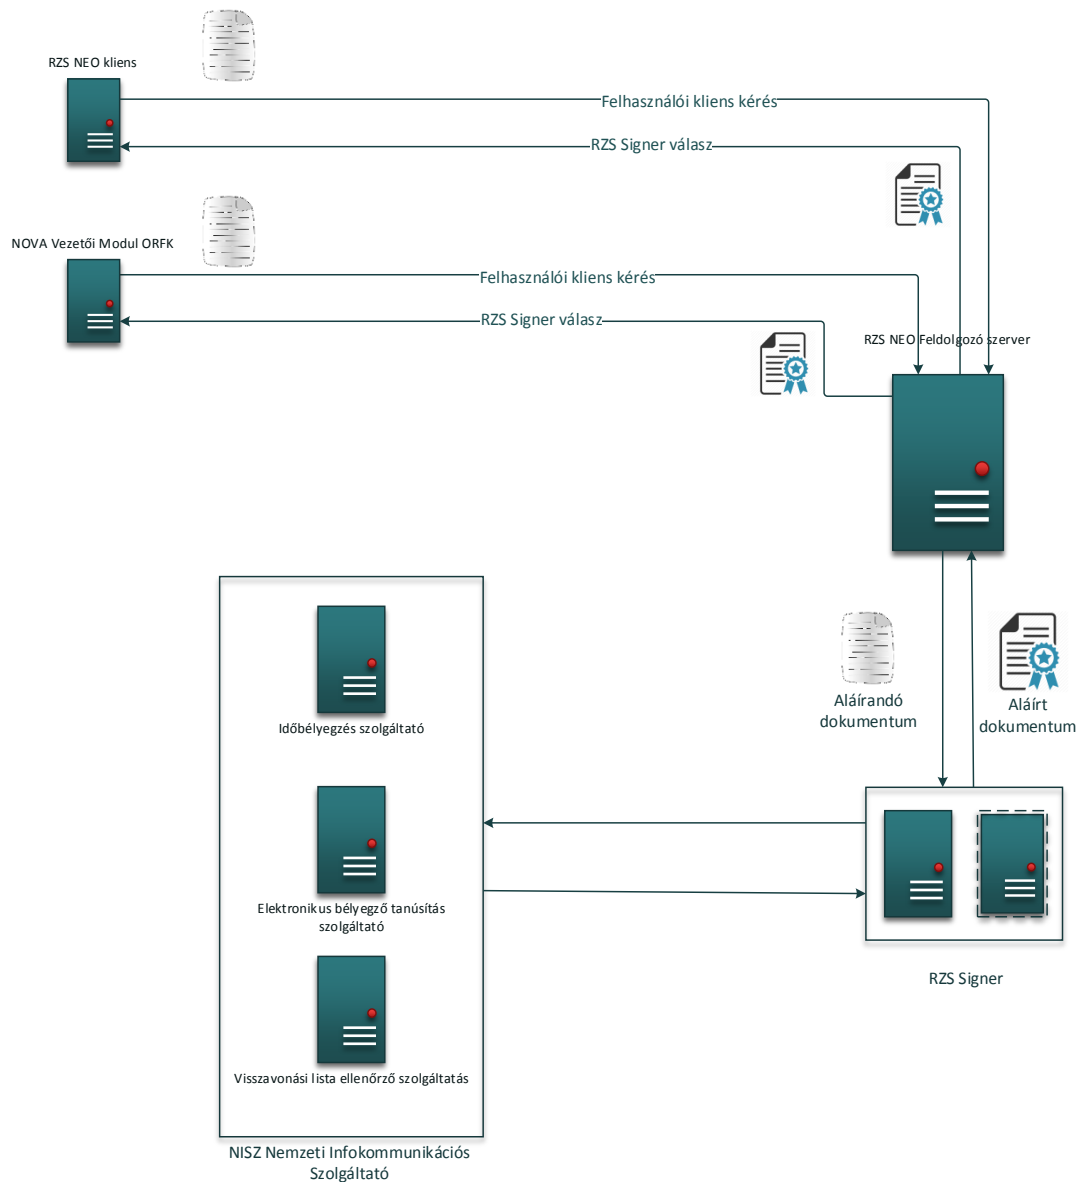 RZS NEO kliens
Felhasználói kliens kérés
RZS Signer válasz
NOVA Vezetői Modul ORFK
Felhasználói kliens kérés
RZS Signer válasz
RZS NEO Feldolgozó szerver
Aláírandó
dokumentum
Aláírt
dokumentum
Időbélyegzés szolgáltató
Elektronikus bélyegző tanúsítás
szolgáltató
RZS Signer
Visszavonási lista ellenőrző szolgáltatás
NISZ Nemzeti Infokommunikációs
Szolgáltató